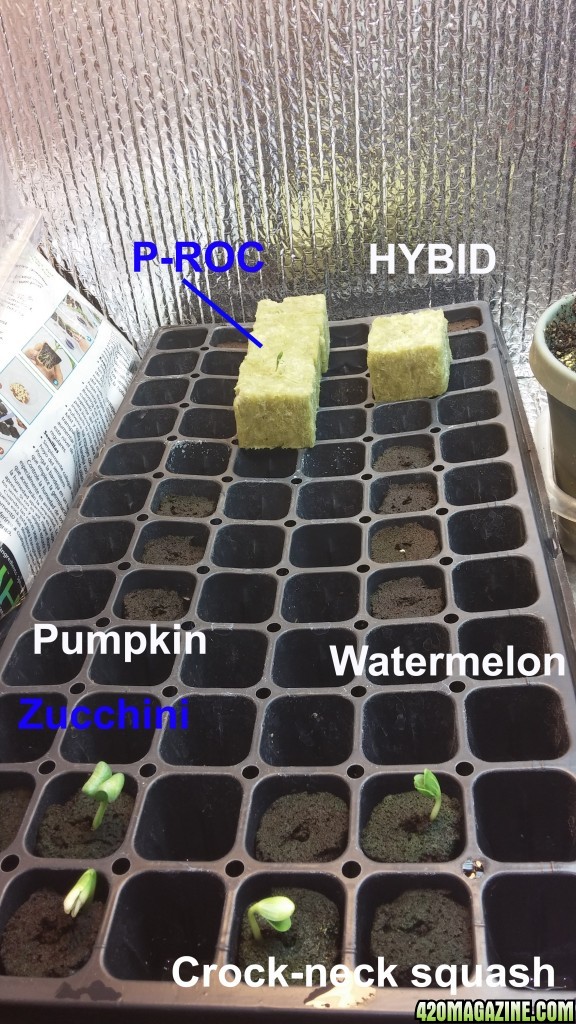 P-ROC
HYBID
Pumpkin
Watermelon
Zucchini
Crock-neck squash
420MAGAZINE.COM